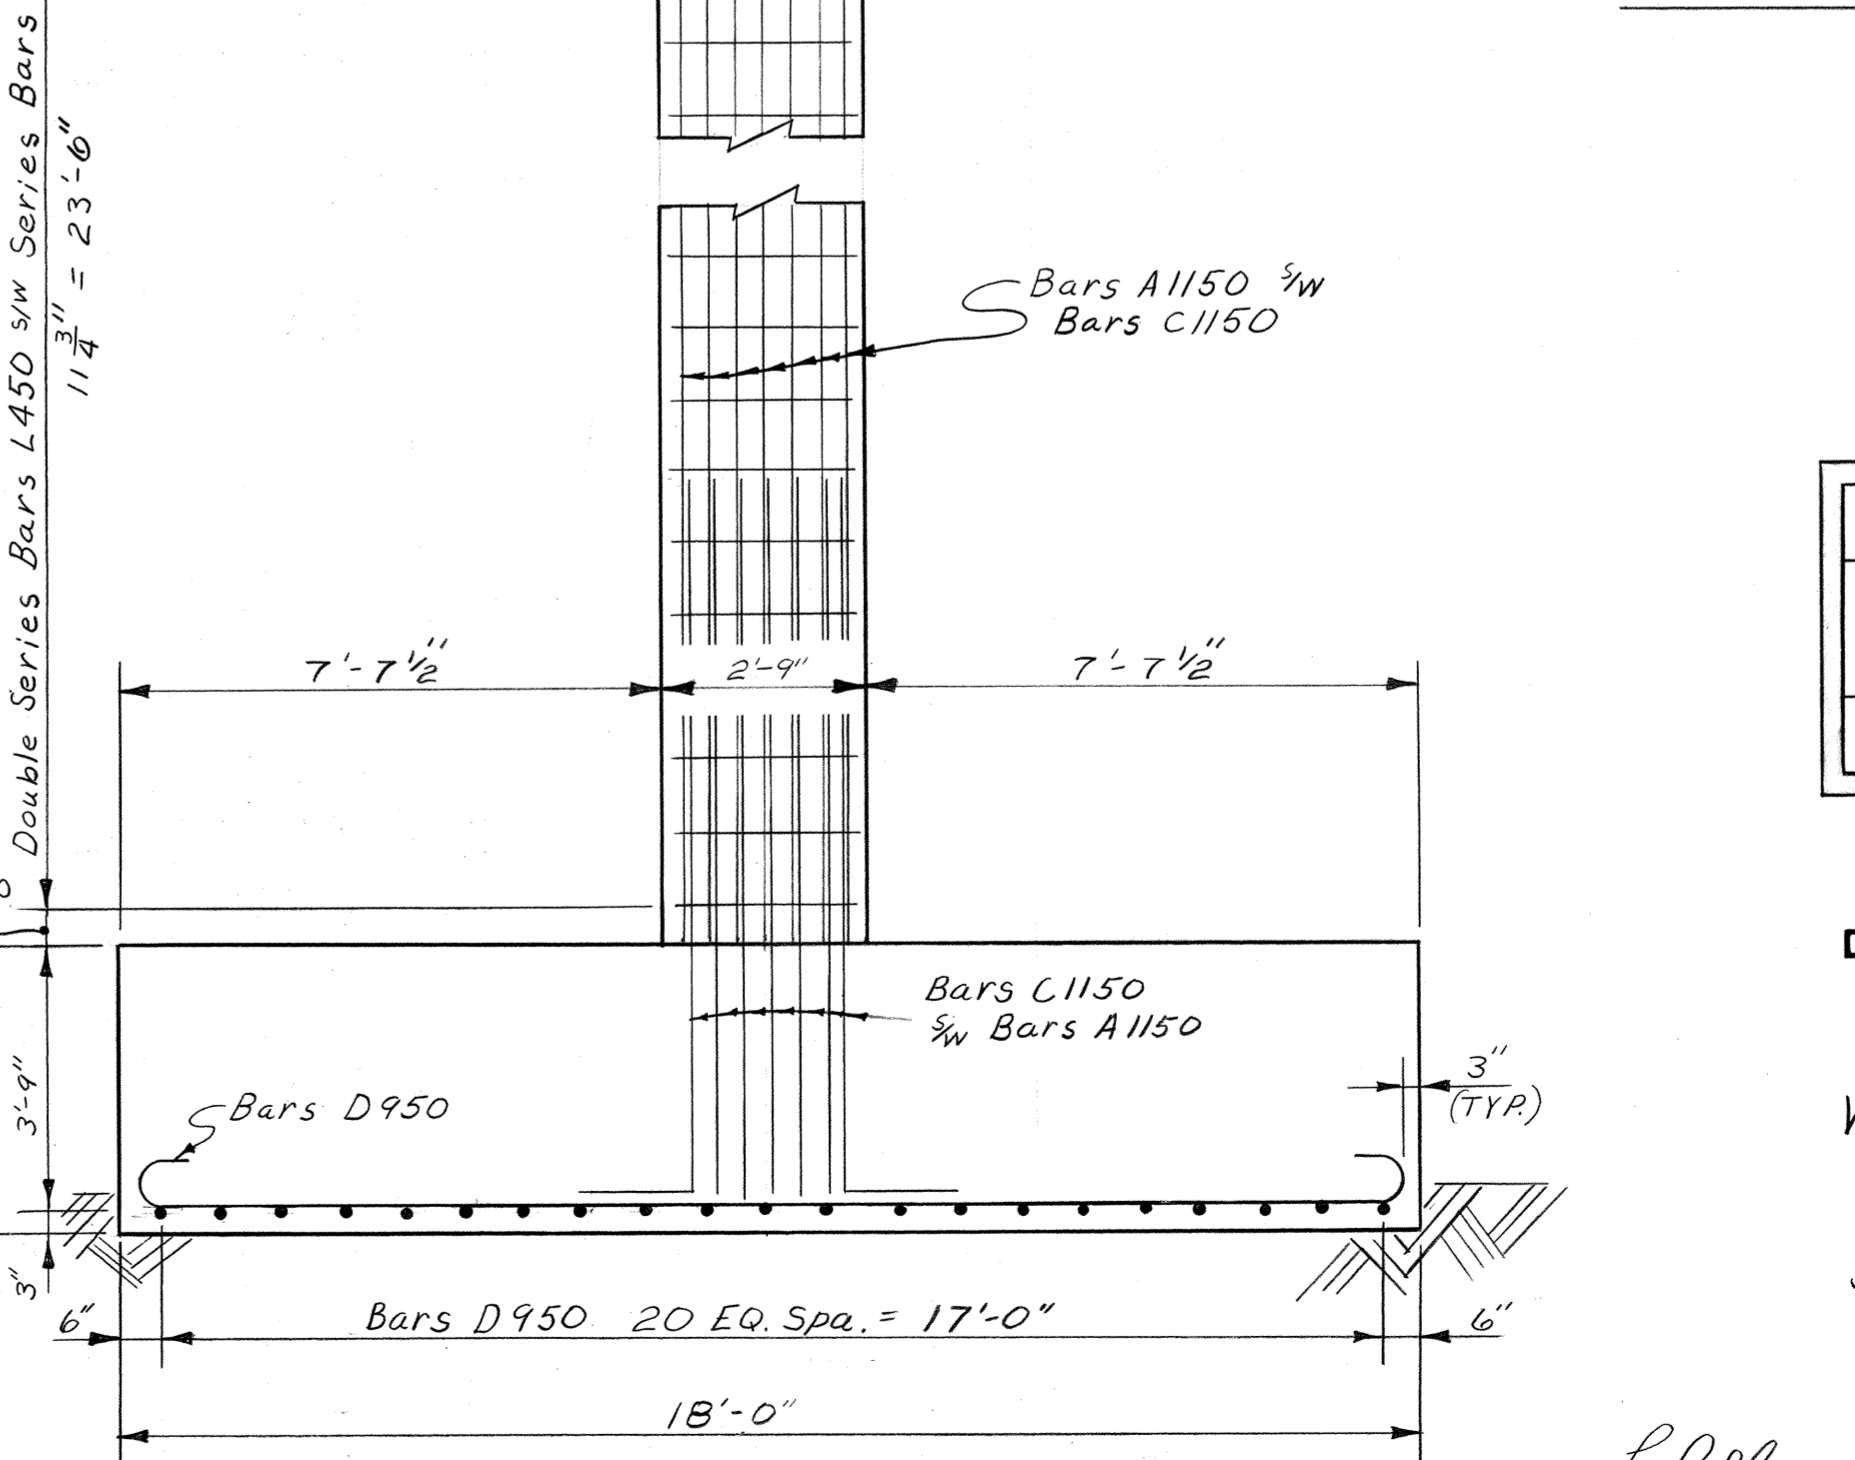 Double Series Bars L450 s/w Series Bars
11 3/4" = 23'-6"
Bars A1150 s/w
Bars C1150
7'-7 1/2"
2'-9"
7'-7 1/2"
Bars C1150
s/w Bars A1150
3'-9"
Bars D950
3"
(TYP.)
3"
6"
Bars D950 20 EQ. Spa. = 17'-0"
6"
18'-0"